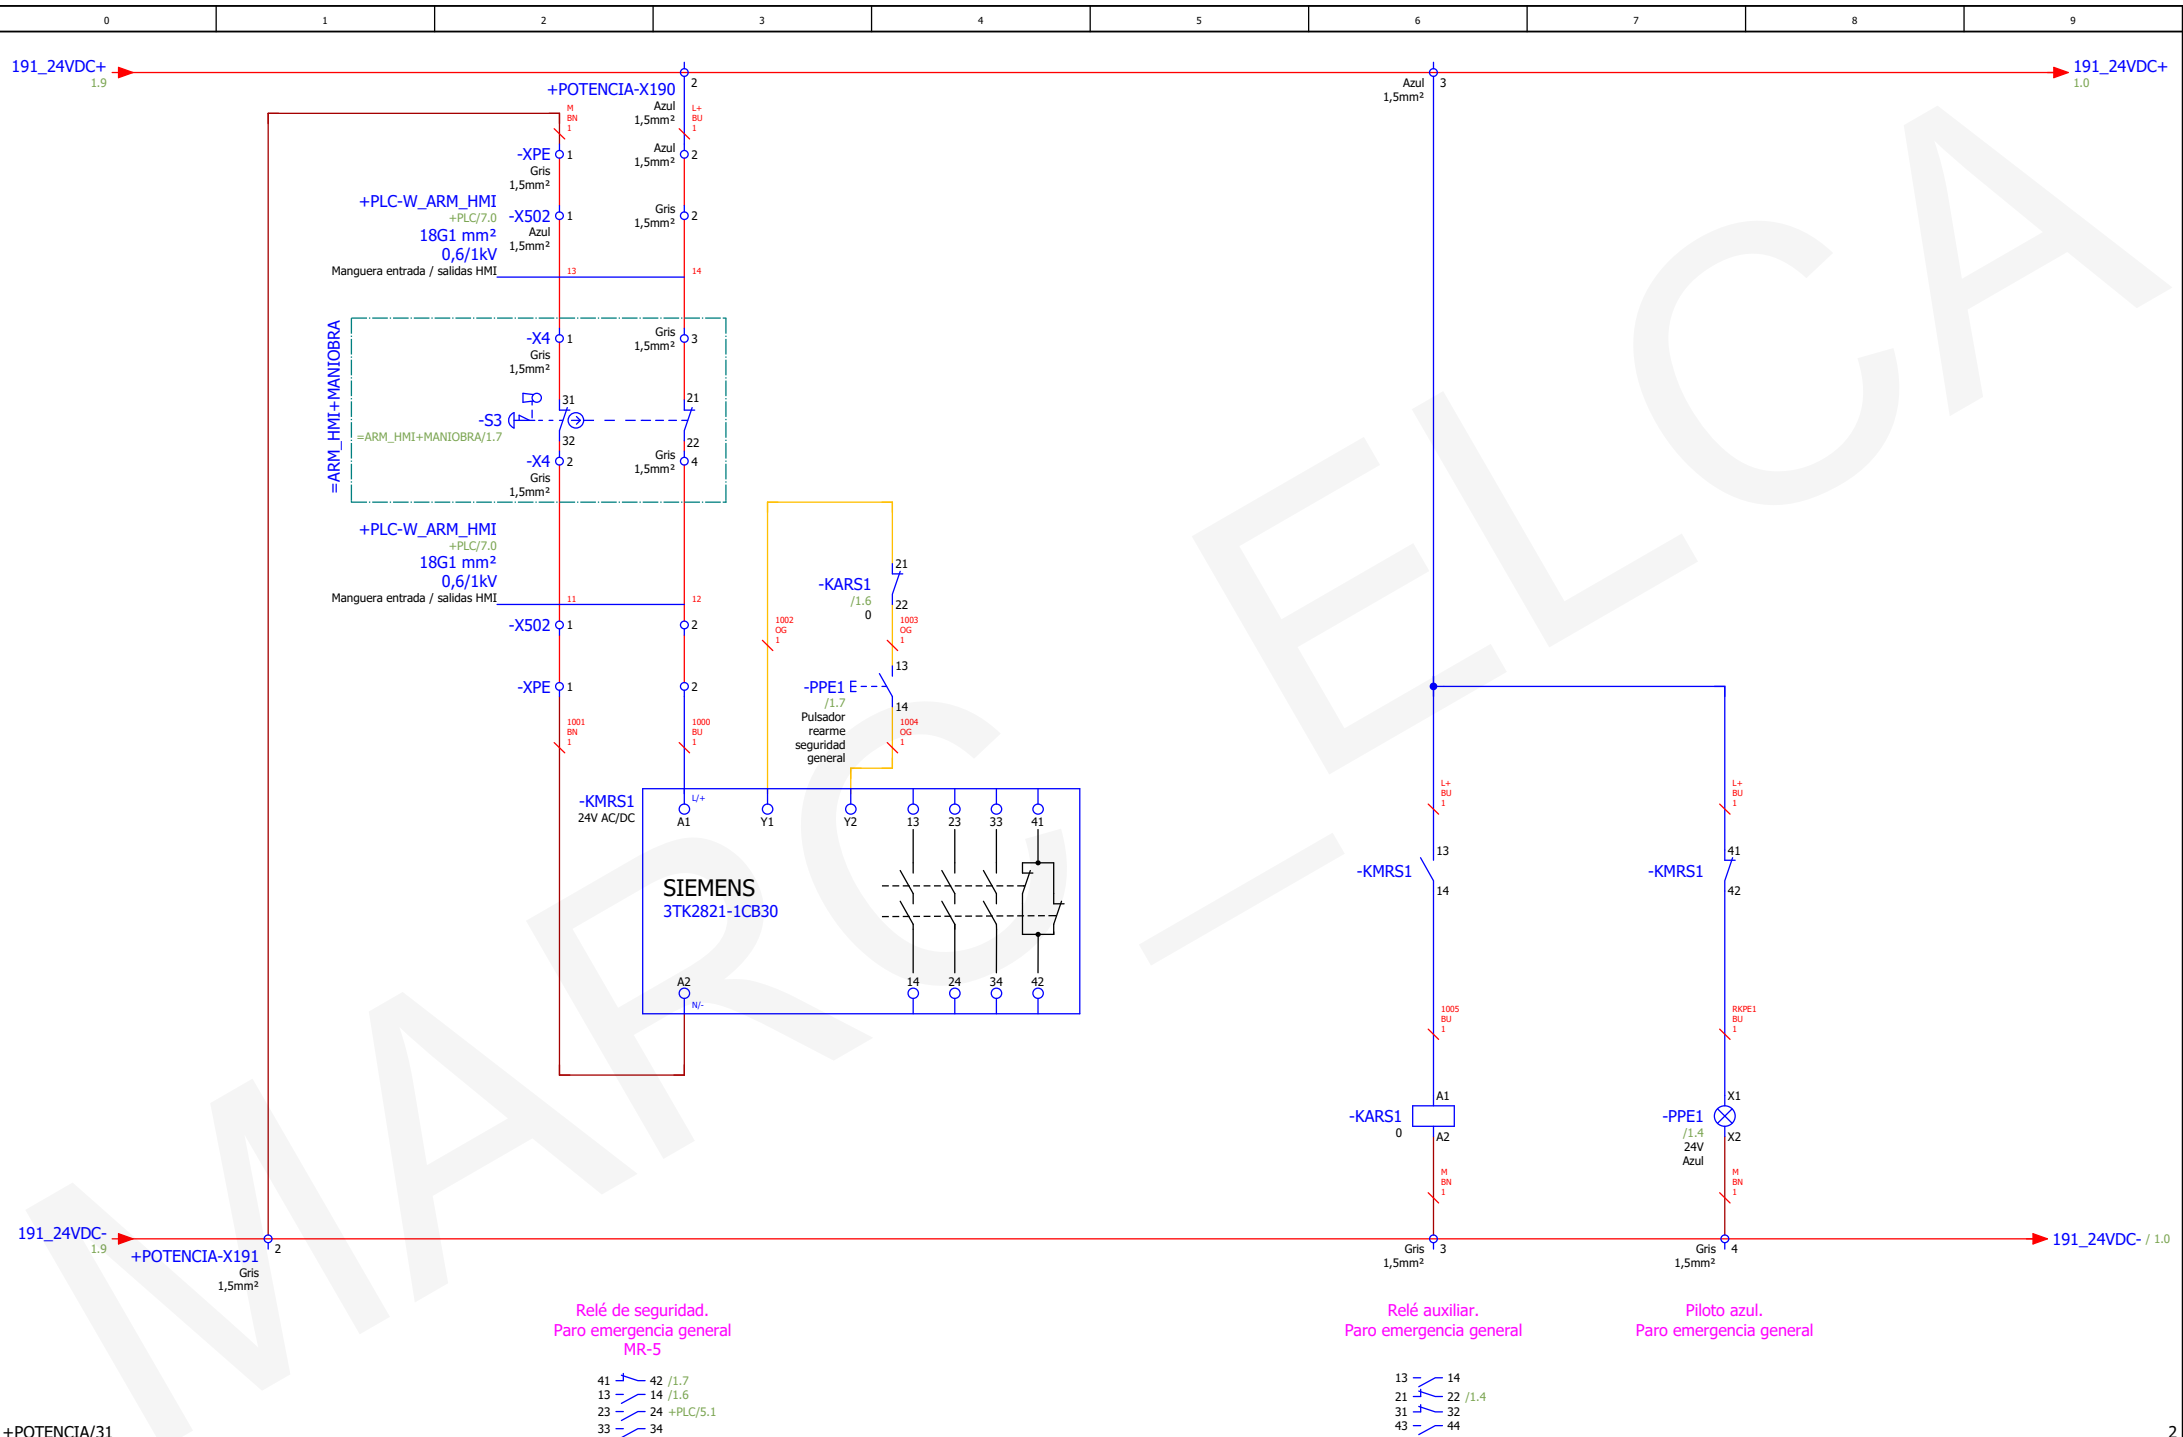 0 1 2 3 4 5 6 7 8 9
191_24VDC+
1.9
191_24VDC+
1.0
+POTENCIA-X190
2
Azul
1,5mm²
Azul
1,5mm²
3
M
BN
1
L+
BU
1
-XPE
1
Gris
1,5mm²
Azul
1,5mm²
2
+PLC-W_ARM_HMI
+PLC/7.0
18G1 mm²
0,6/1kV
Manguera entrada / salidas HMI
-X502
1
Azul
1,5mm²
Gris
1,5mm²
2
13
14
=ARM_HMI+MANIOBRA
-X4
1
Gris
1,5mm²
Gris
1,5mm²
3
-S3
=ARM_HMI+MANIOBRA/1.7
31
32
21
22
-X4
2
Gris
1,5mm²
Gris
1,5mm²
4
+PLC-W_ARM_HMI
+PLC/7.0
18G1 mm²
0,6/1kV
Manguera entrada / salidas HMI
11
12
-X502
1
2
-XPE
1
2
1001
BN
1
1000
BU
1
1002
OG
1
-KARS1
/1.6
0
21
22
1003
OG
1
-PPE1
/1.7
Pulsador
rearme
seguridad
general
13
14
1004
OG
1
-KMRS1
24V AC/DC
L/+
A1 Y1 Y2 13 23 33 41
SIEMENS
3TK2821-1CB30
A2
N/-
14 24 34 42
L+
BU
1
L+
BU
1
-KMRS1
13
14
-KMRS1
41
42
1005
BU
1
RKPE1
BU
1
-KARS1
0
A1
A2
-PPE1
/1.4
24V
Azul
X1
X2
M
BN
1
M
BN
1
191_24VDC-
1.9
+POTENCIA-X191
2
Gris
1,5mm²
Gris
1,5mm²
3
Gris
1,5mm²
4
191_24VDC- / 1.0
Relé de seguridad.
Paro emergencia general
MR-5
Relé auxiliar.
Paro emergencia general
Piloto azul.
Paro emergencia general
41 42 /1.7
13 14 /1.6
23 24 +PLC/5.1
33 34
13 14
21 22 /1.4
31 32
43 44
+POTENCIA/31
2
MARC_ELCA